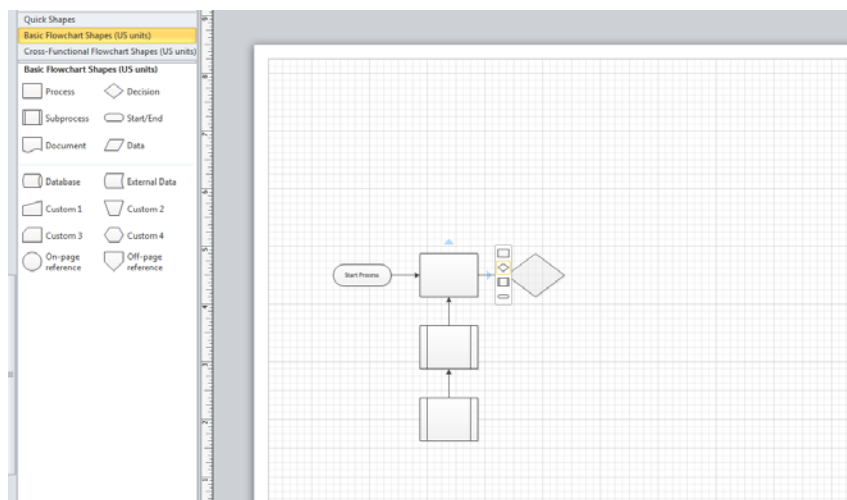 Quick Shapes
Basic Flowchart Shapes (US units)
Cross-Functional Flowchart Shapes (US units)
Basic Flowchart Shapes (US units)
Process Decision
Subprocess Start/End
Document Data
Database External Data
Custom 1 Custom 2
Custom 3 Custom 4
On-page reference Off-page reference
Start Process